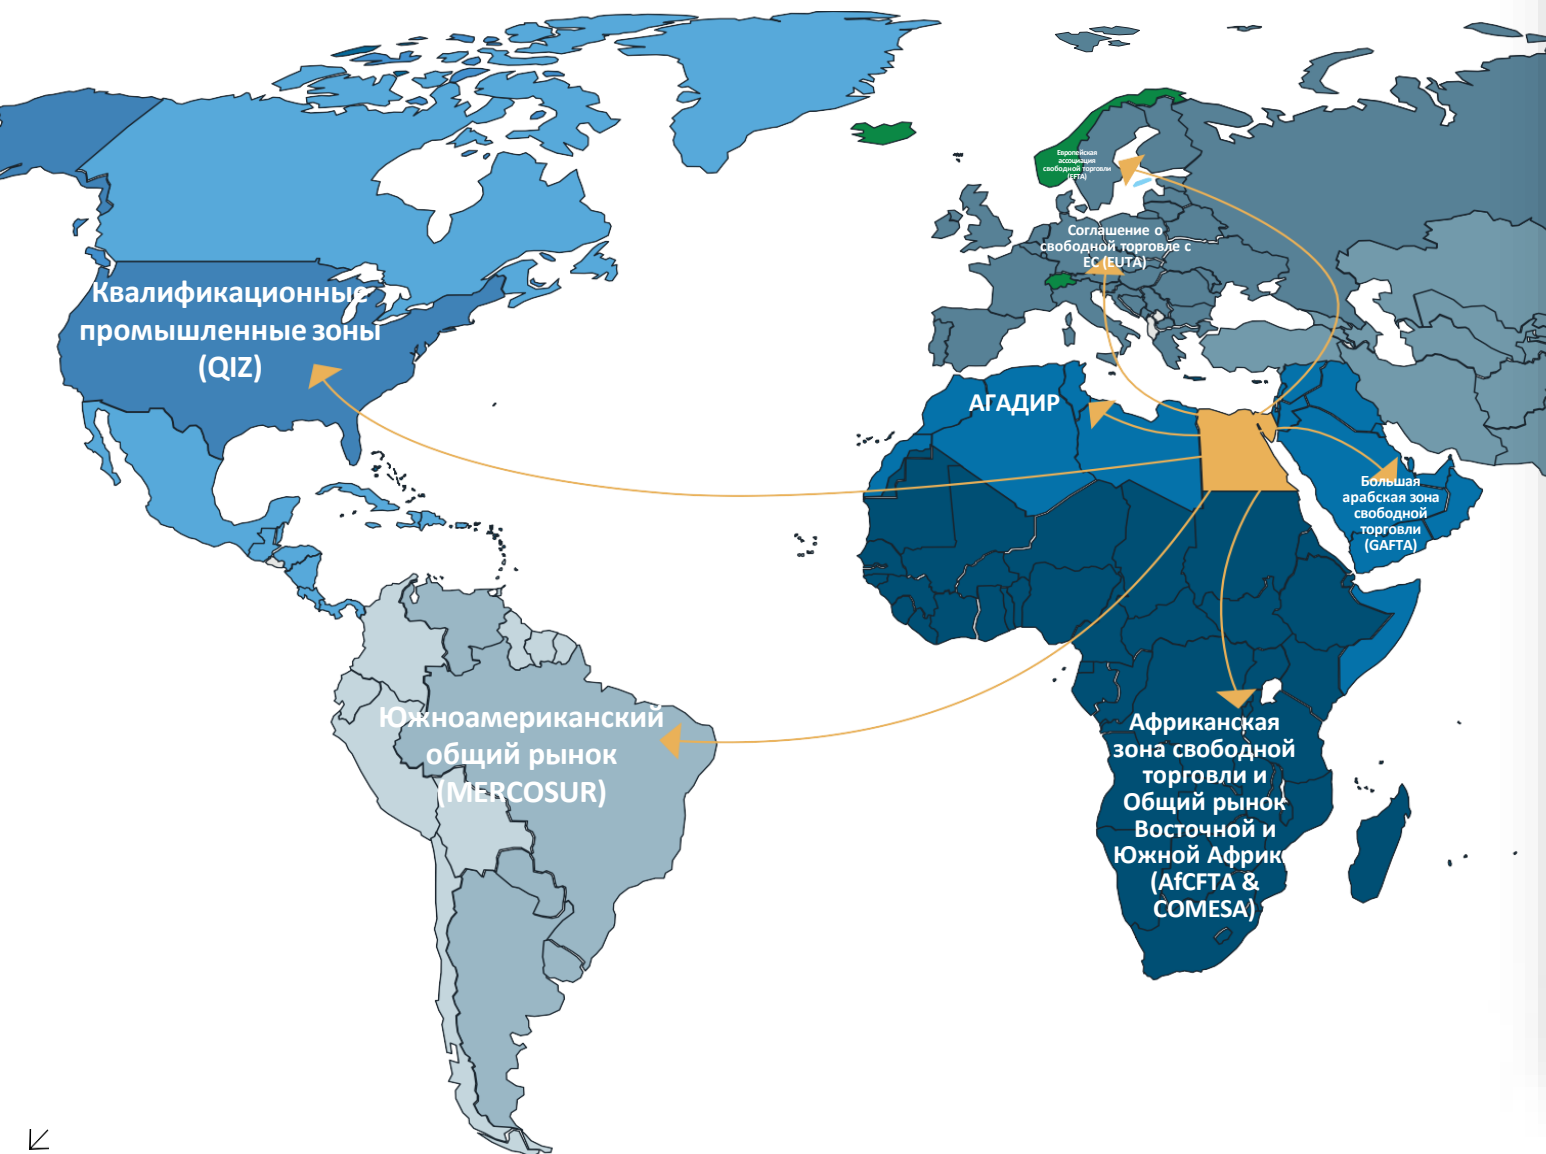 Квалификационные
промышленные зоны
(QIZ)
Европейская
ассоциация
свободной торговли
(EFTA)
Соглашение о
свободной торговле с
ЕС (EUTA)
АГАДИР
Большая
арабская зона
свободной
торговли
(GAFTA)
Южноамериканский
общий рынок
(MERCOSUR)
Африканская
зона свободной
торговли и
Общий рынок
Восточной и
Южной Африк
(AfCFTA &
COMESA)